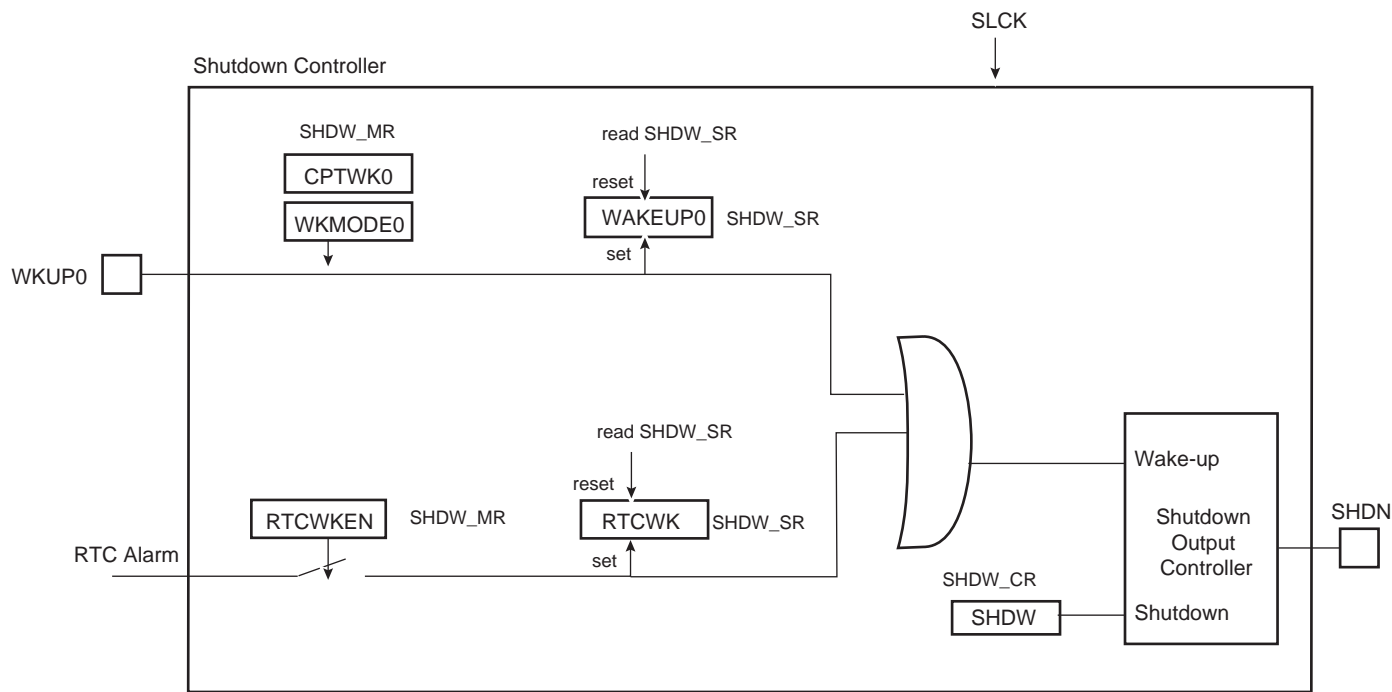 SLCK
Shutdown Controller
SHDW_MR
CPTWK0
WKMODE0
read SHDW_SR
reset
WAKEUP0
SHDW_SR
set
WKUP0
read SHDW_SR
reset
RTCWKEN
SHDW_MR
RTCWK
SHDW_SR
set
RTC Alarm
Wake-up
Shutdown
Output
Controller
SHDW_CR
SHDW
Shutdown
SHDN